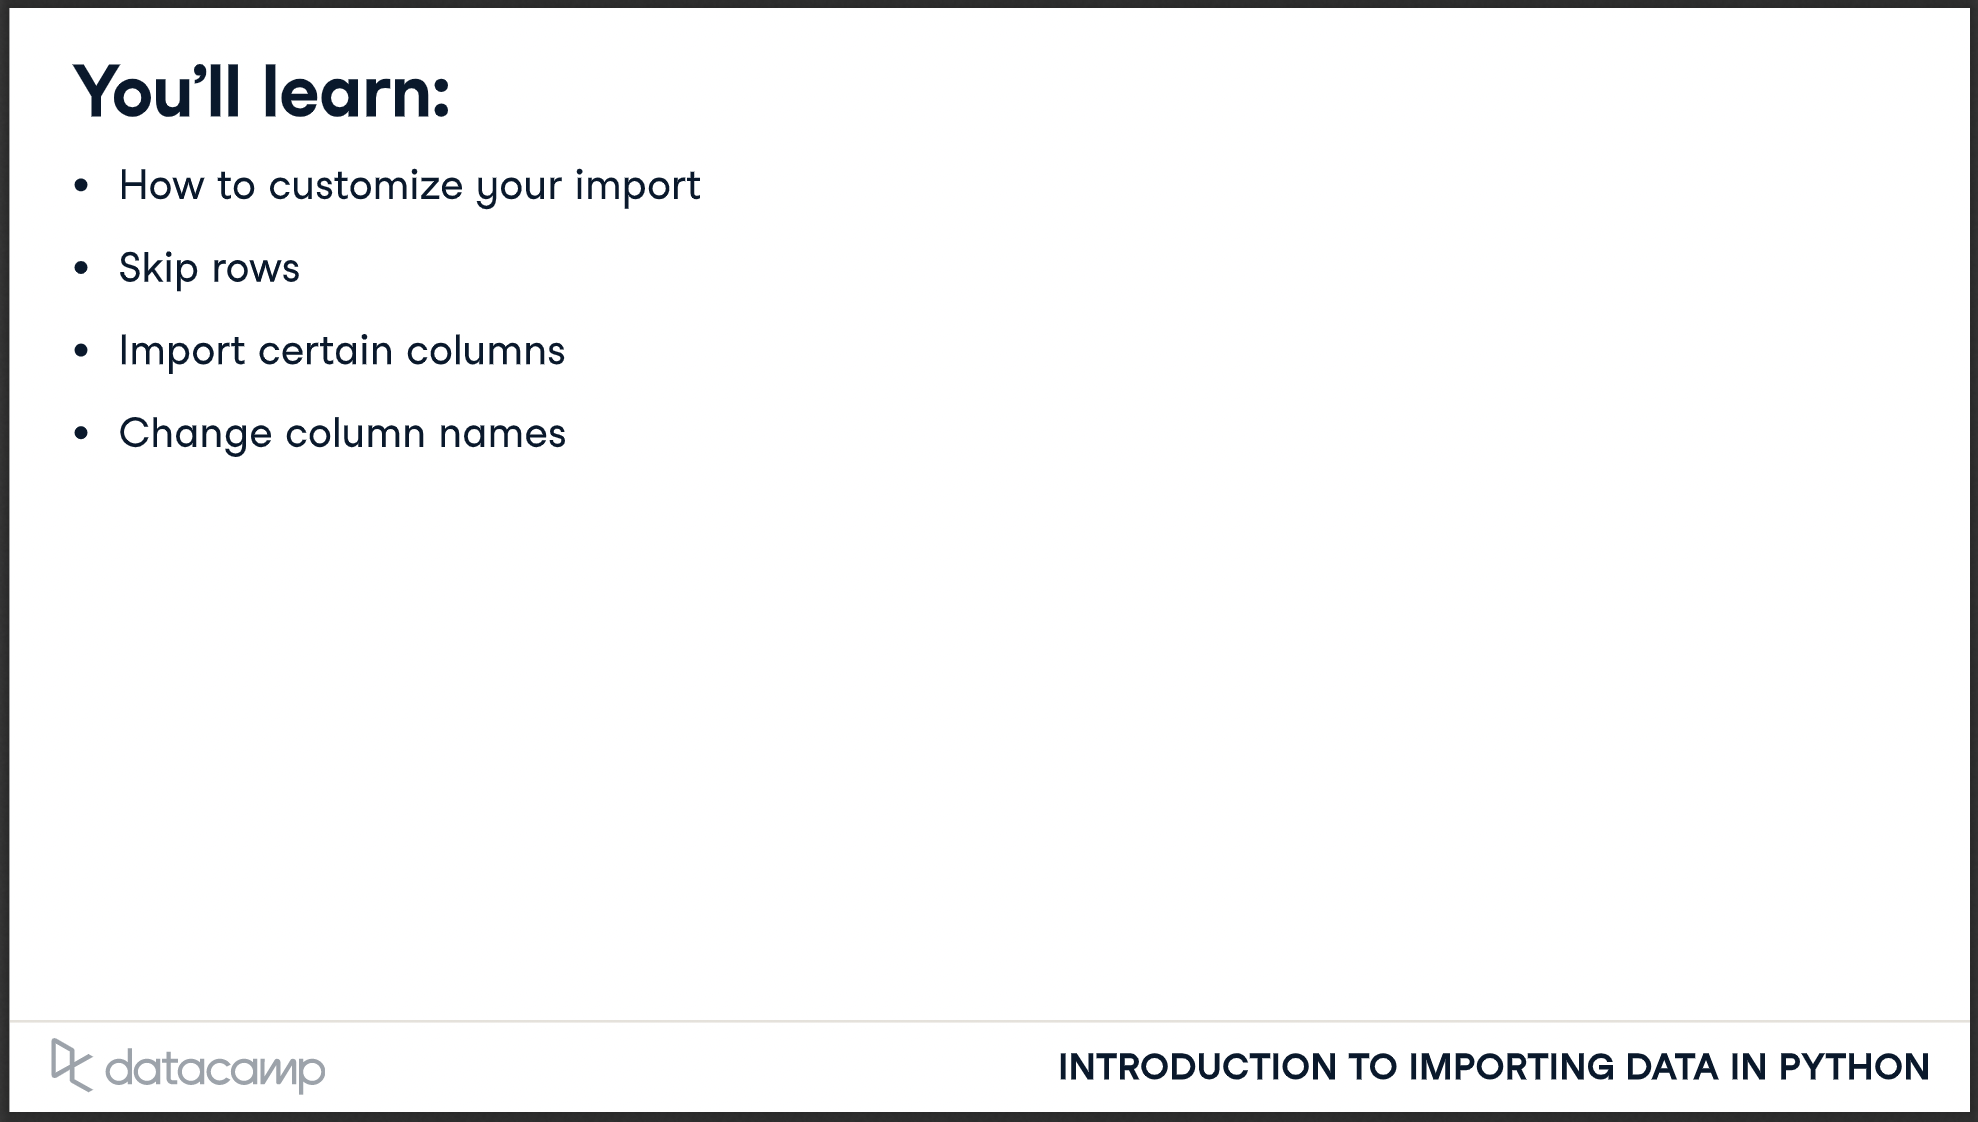 You’ll learn:
• How to customize your import
• Skip rows
• Import certain columns
• Change column names
datacamp
INTRODUCTION TO IMPORTING DATA IN PYTHON